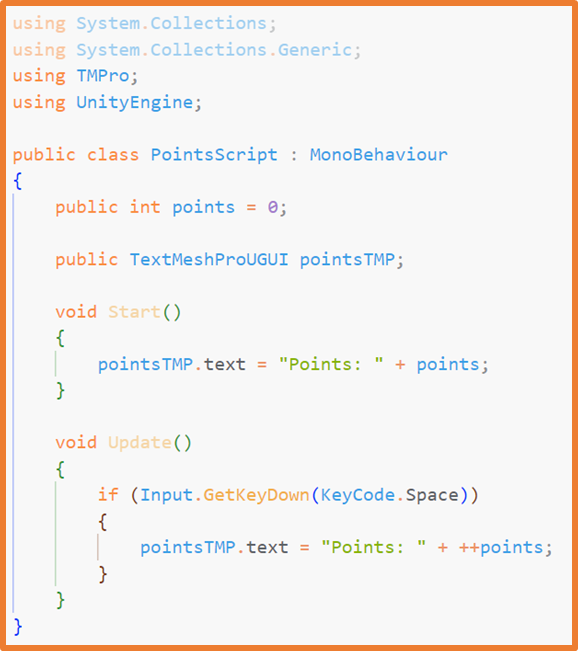 using System.Collections;
using System.Collections.Generic;
using TMPro;
using UnityEngine;

public class PointsScript : MonoBehaviour
{
    public int points = 0;

    public TextMeshProUGUI pointsTMP;

    void Start()
    {
        pointsTMP.text = "Points: " + points;
    }

    void Update()
    {
        if (Input.GetKeyDown(KeyCode.Space))
        {
            pointsTMP.text = "Points: " + ++points;
        }
    }
}